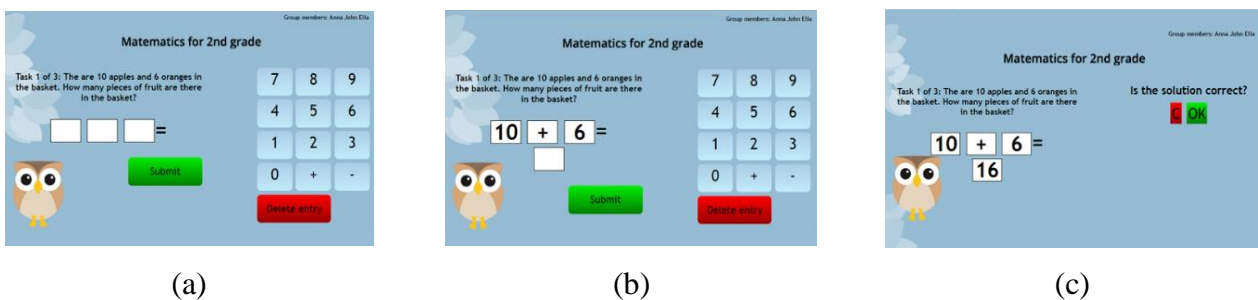 Group members: Anna John Ella
Matematics for 2nd grade
Task 1 of 3: The are 10 apples and 6 oranges in
the basket. How many pieces of fruit are there
in the basket?
=
Submit
7 8 9
4 5 6
1 2 3
0 + -
Delete entry
(a)
Group members: Anna John Ella
Matematics for 2nd grade
Task 1 of 3: The are 10 apples and 6 oranges in
the basket. How many pieces of fruit are there
in the basket?
10 + 6 =
Submit
7 8 9
4 5 6
1 2 3
0 + -
Delete entry
(b)
Group members: Anna John Ella
Matematics for 2nd grade
Task 1 of 3: The are 10 apples and 6 oranges in
the basket. How many pieces of fruit are there
in the basket?
10 + 6 =
16
Is the solution correct?
C OK
(c)